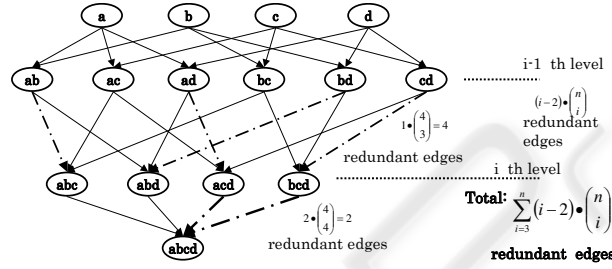 a b c d
ab ac ad bc bd cd
i-1 th level
(i−2)•(n i)
redundant
edges
1•(4 3)=4
redundant edges
i th level
abc abd acd bcd
Total: ∑ i=3 n (i−2)•(n i)
2•(4 4)=2
redundant edges
abcd
redundant edges